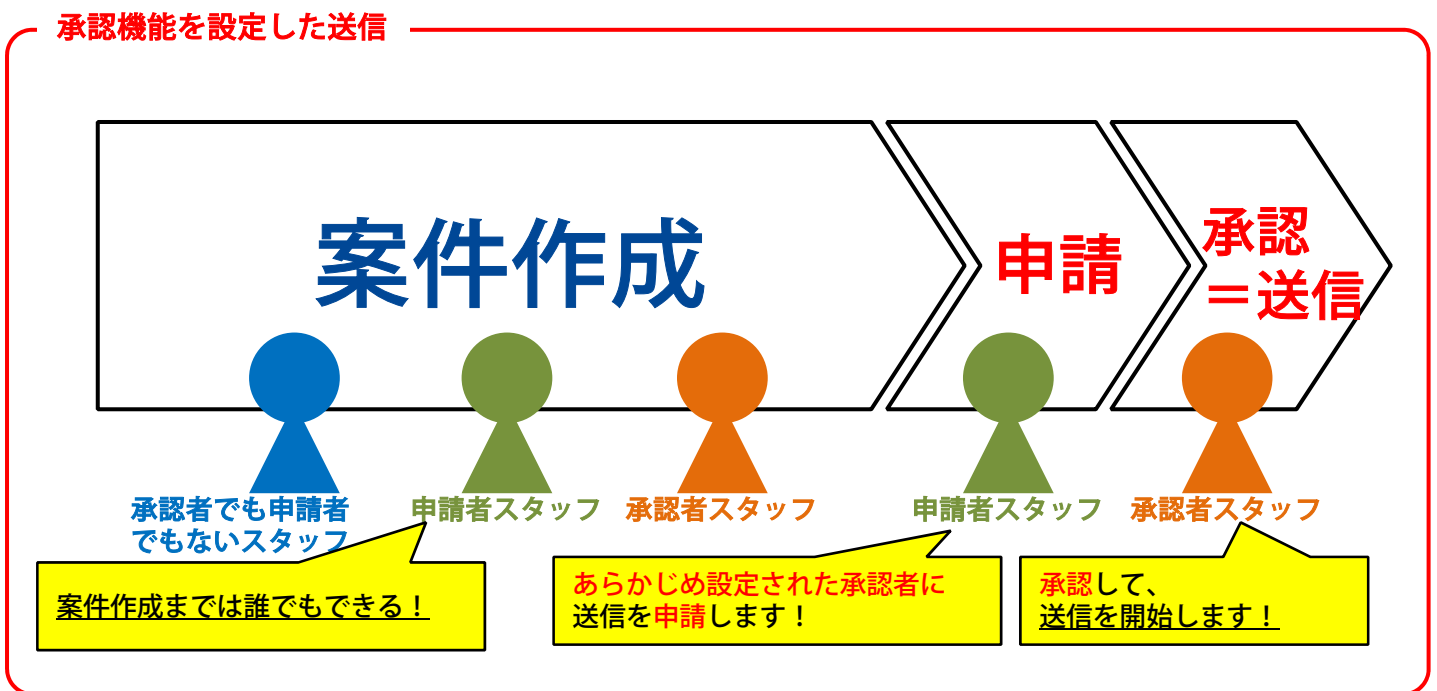 承認機能を設定した送信
案件作成
申請
承認
＝送信
承認者でも申請者
でもないスタッフ
申請者スタッフ
承認者スタッフ
申請者スタッフ
承認者スタッフ
案件作成までは誰でもできる！
あらかじめ設定された承認者に
送信を申請します！
承認して、
送信を開始します！